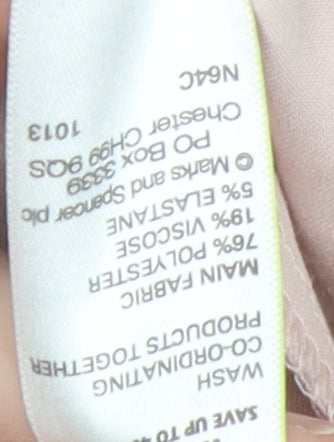 SAVE UP TO
WASH
CO-ORDINATING
PRODUCTS TOGETHER
MAIN FABRIC
76% POLYESTER
19% VISCOSE
5% ELASTANE
© Marks and Spencer plc
PO Box 3339
Chester CH99 9QS
N64C 1013